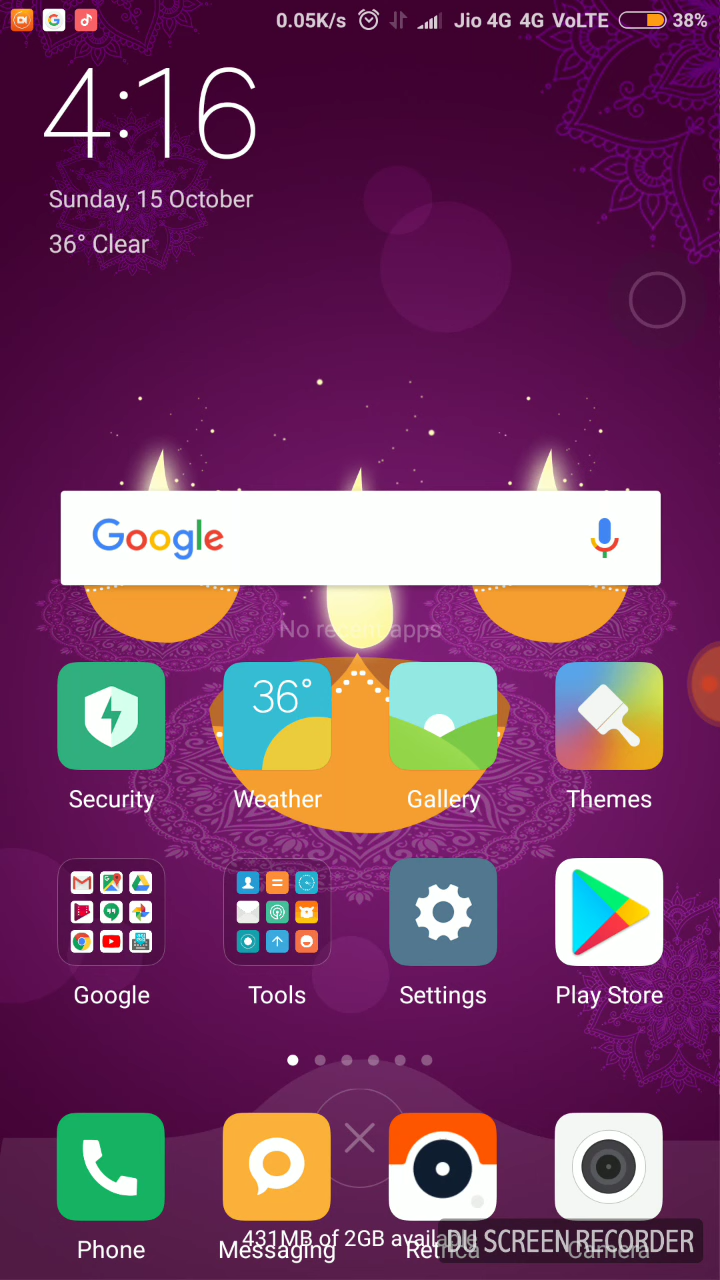 0.05K/s Jio 4G 4G VoLTE 38%
4:16
Sunday, 15 October
36° Clear
Google
No recent apps
36°
Security Weather Gallery Themes
Google Tools Settings Play Store
431MB of 2GB available
DU SCREEN RECORDER
Phone Messaging Retrica Camera